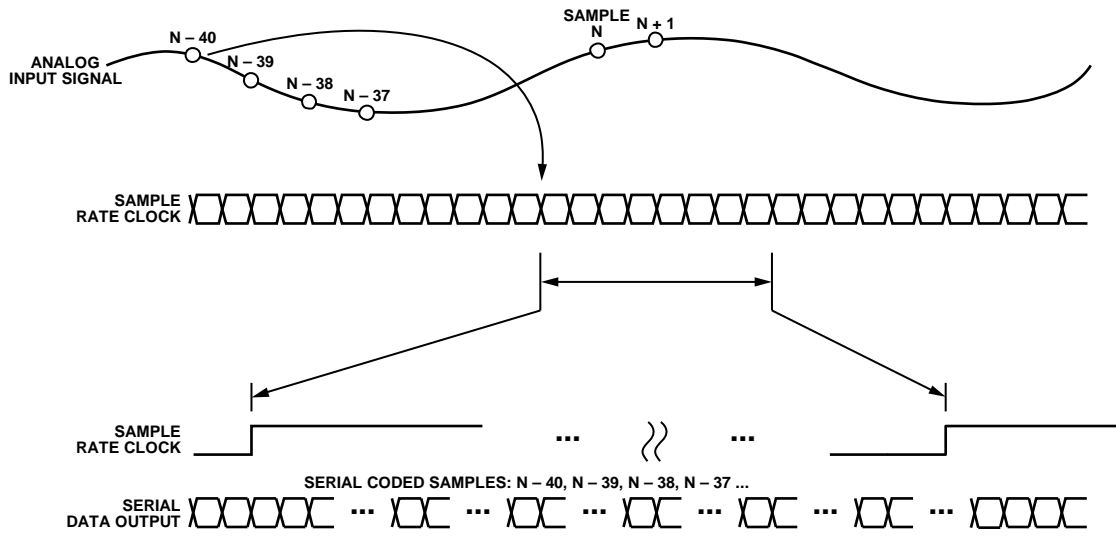 SAMPLE
N
N + 1
N – 40
ANALOG
INPUT SIGNAL
N – 39
N – 38
N – 37
SAMPLE
RATE CLOCK
SAMPLE
RATE CLOCK
...
...
SERIAL CODED SAMPLES: N – 40, N – 39, N – 38, N – 37 ...
SERIAL
DATA OUTPUT
... ... ... ... ... ...